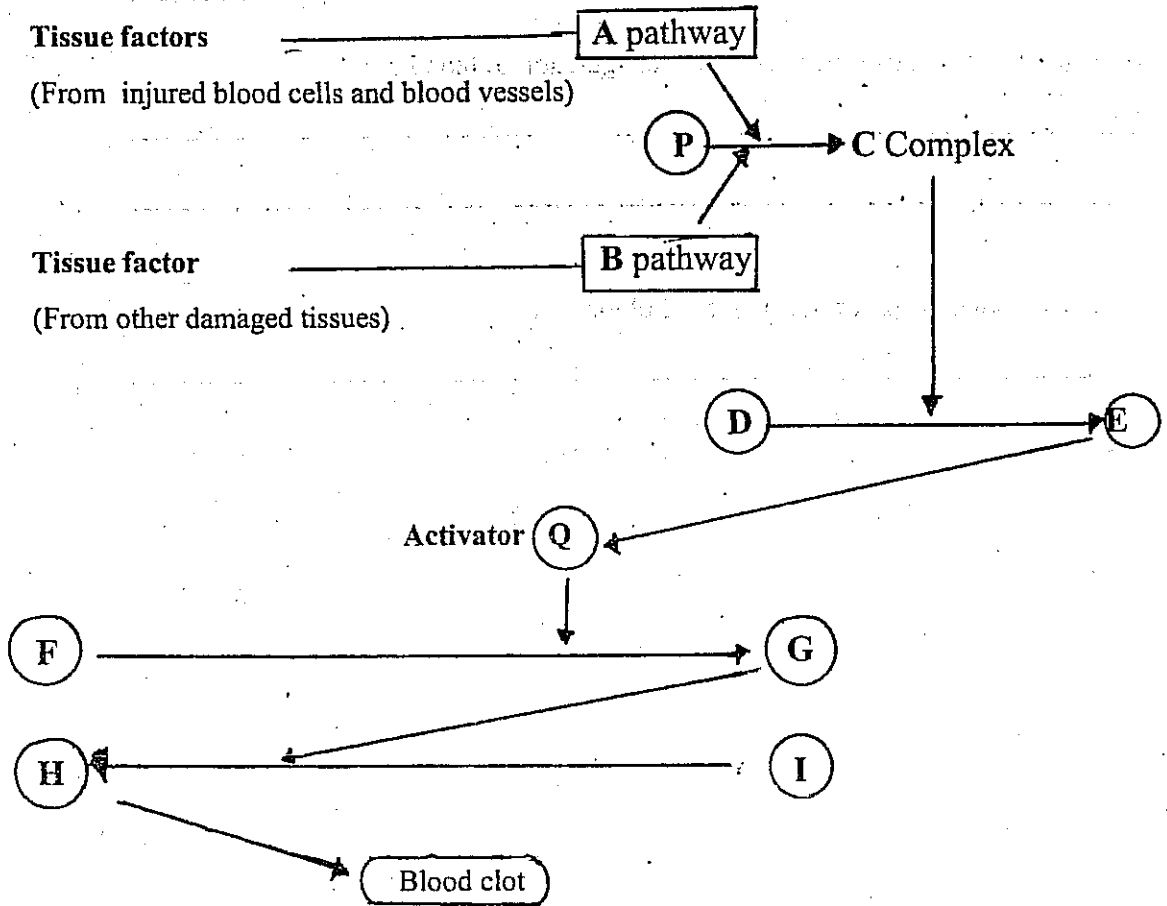 Tissue factors A pathway
(From injured blood cells and blood vessels)
P C Complex
Tissue factor B pathway
(From other damaged tissues)
D E
Activator Q
F G
H I
Blood clot